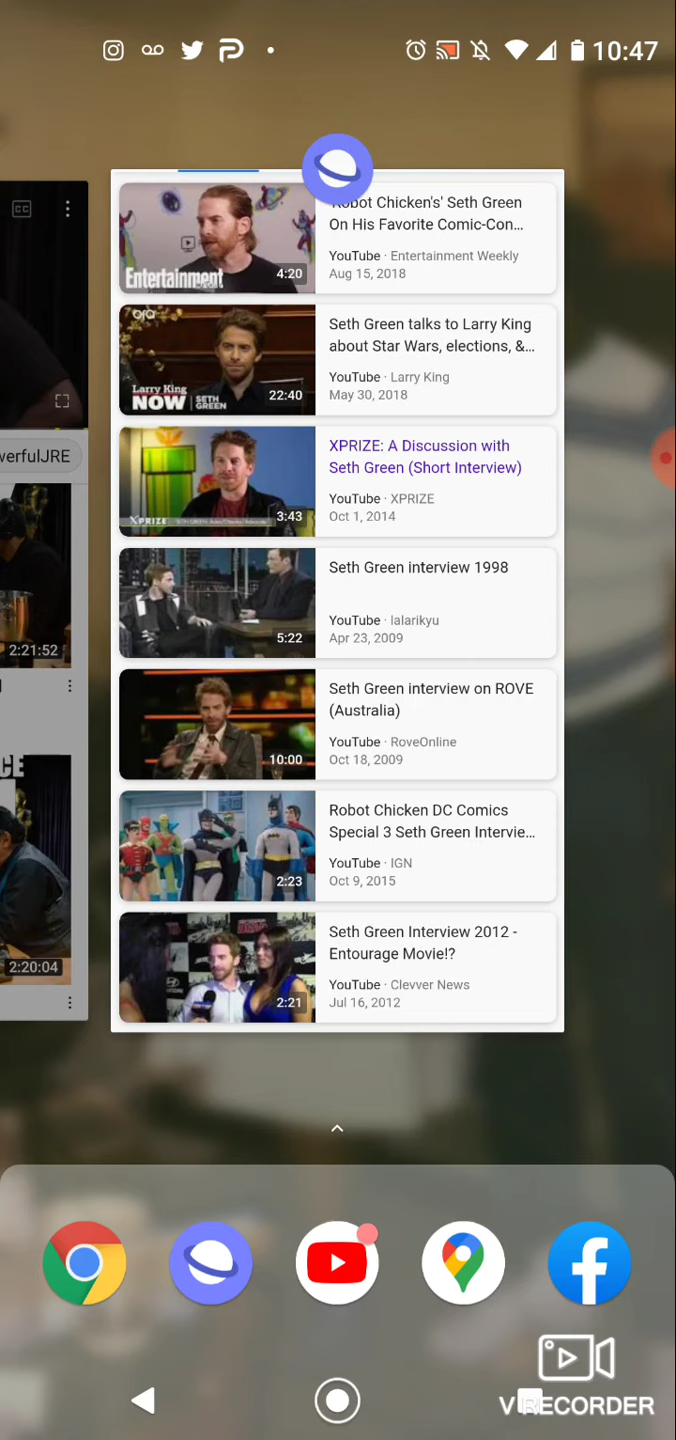 10:47
Robot Chicken's' Seth Green
On His Favorite Comic-Con...
YouTube · Entertainment Weekly
Aug 15, 2018
Entertainment
4:20
Seth Green talks to Larry King
about Star Wars, elections, &...
YouTube · Larry King
May 30, 2018
ora
Larry King
NOW SETH
GREEN
22:40
werfulJRE
XPRIZE: A Discussion with
Seth Green (Short Interview)
YouTube · XPRIZE
Oct 1, 2014
XPRIZE
3:43
Seth Green interview 1998
YouTube · lalarikyu
Apr 23, 2009
5:22
2:21:52
Seth Green interview on ROVE
(Australia)
YouTube · RoveOnline
Oct 18, 2009
10:00
CE
Robot Chicken DC Comics
Special 3 Seth Green Intervie...
YouTube · IGN
Oct 9, 2015
2:23
Seth Green Interview 2012 -
Entourage Movie!?
YouTube · Clevver News
Jul 16, 2012
2:21
2:20:04
V RECORDER